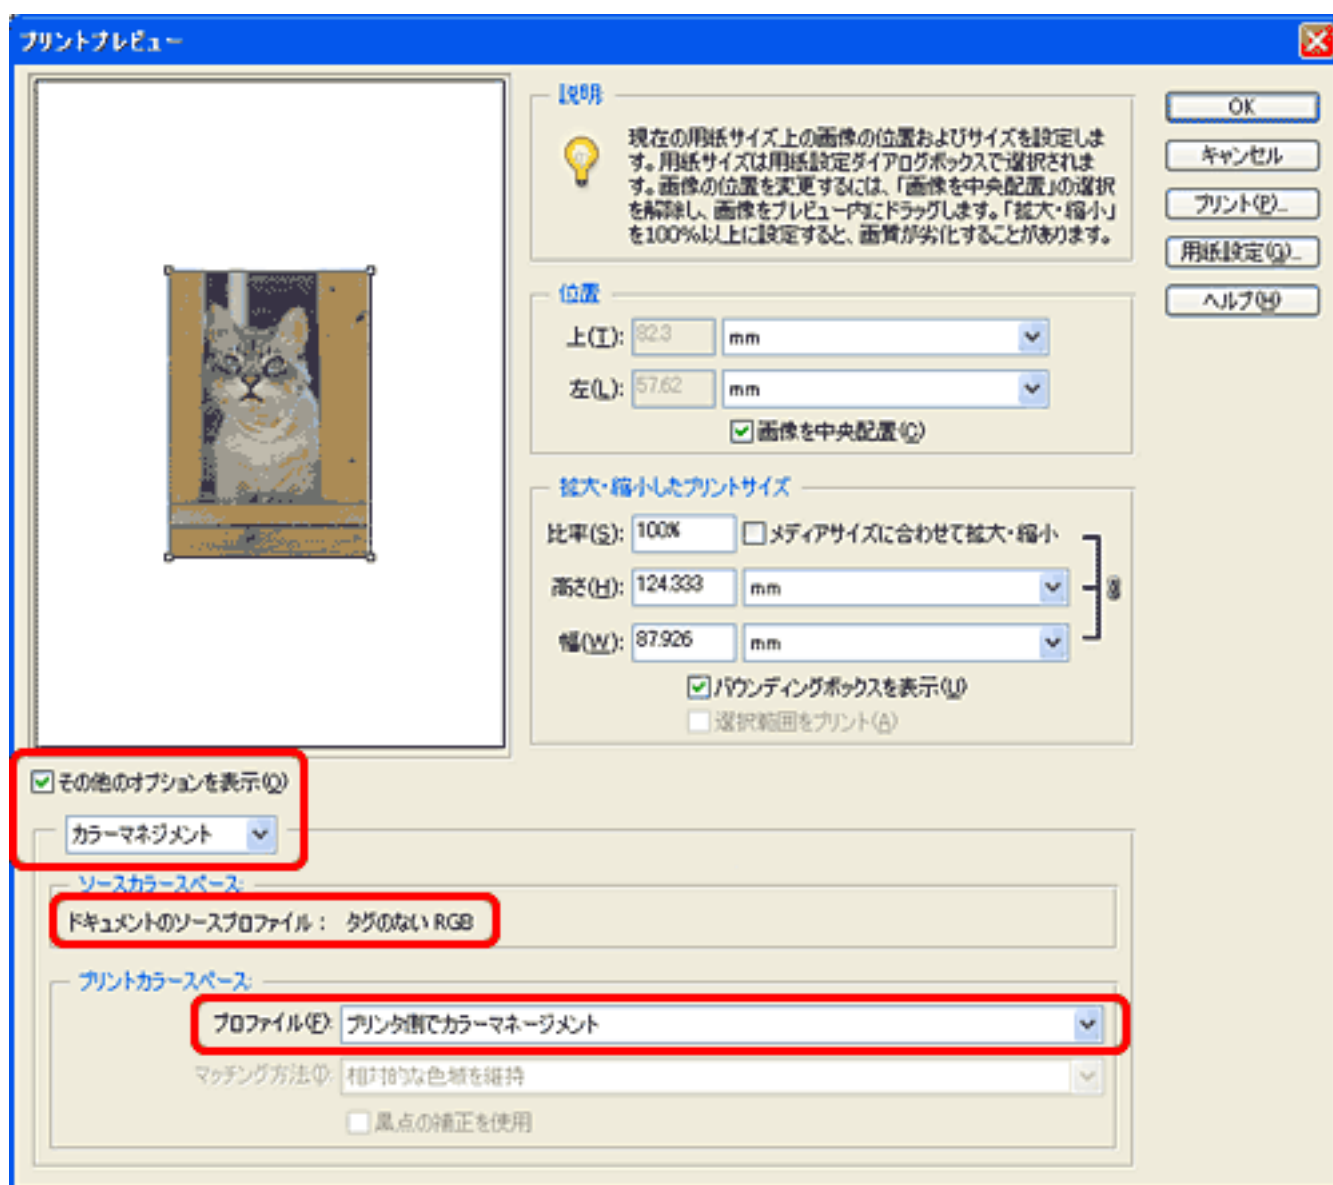 プリントプレビュー
説明
現在の用紙サイズ上の画像の位置およびサイズを設定しま
す。用紙サイズは用紙設定ダイアログボックスで選択されま
す。画像の位置を変更するには、「画像を中央配置」の選択
を解除し、画像をプレビュー内にドラッグします。「拡大・縮小」
を100%以上に設定すると、画質が劣化することがあります。
OK
キャンセル
プリント(P)...
用紙設定(G)...
ヘルプ(H)
位置
上(T): 82.3 mm
左(L): 57.62 mm
画像を中央配置(C)
拡大・縮小したプリントサイズ
比率(S): 100% メディアサイズに合わせて拡大・縮小
高さ(H): 124.333 mm
幅(W): 87.926 mm
バウンディングボックスを表示(U)
選択範囲をプリント(A)
その他のオプションを表示(O)
カラーマネジメント
ソースカラースペース:
ドキュメントのソースプロファイル： タグのない RGB
プリントカラースペース:
プロファイル(F): プリンタ側でカラーマネージメント
マッチング方法(I): 相対的な色域を維持
黒点の補正を使用